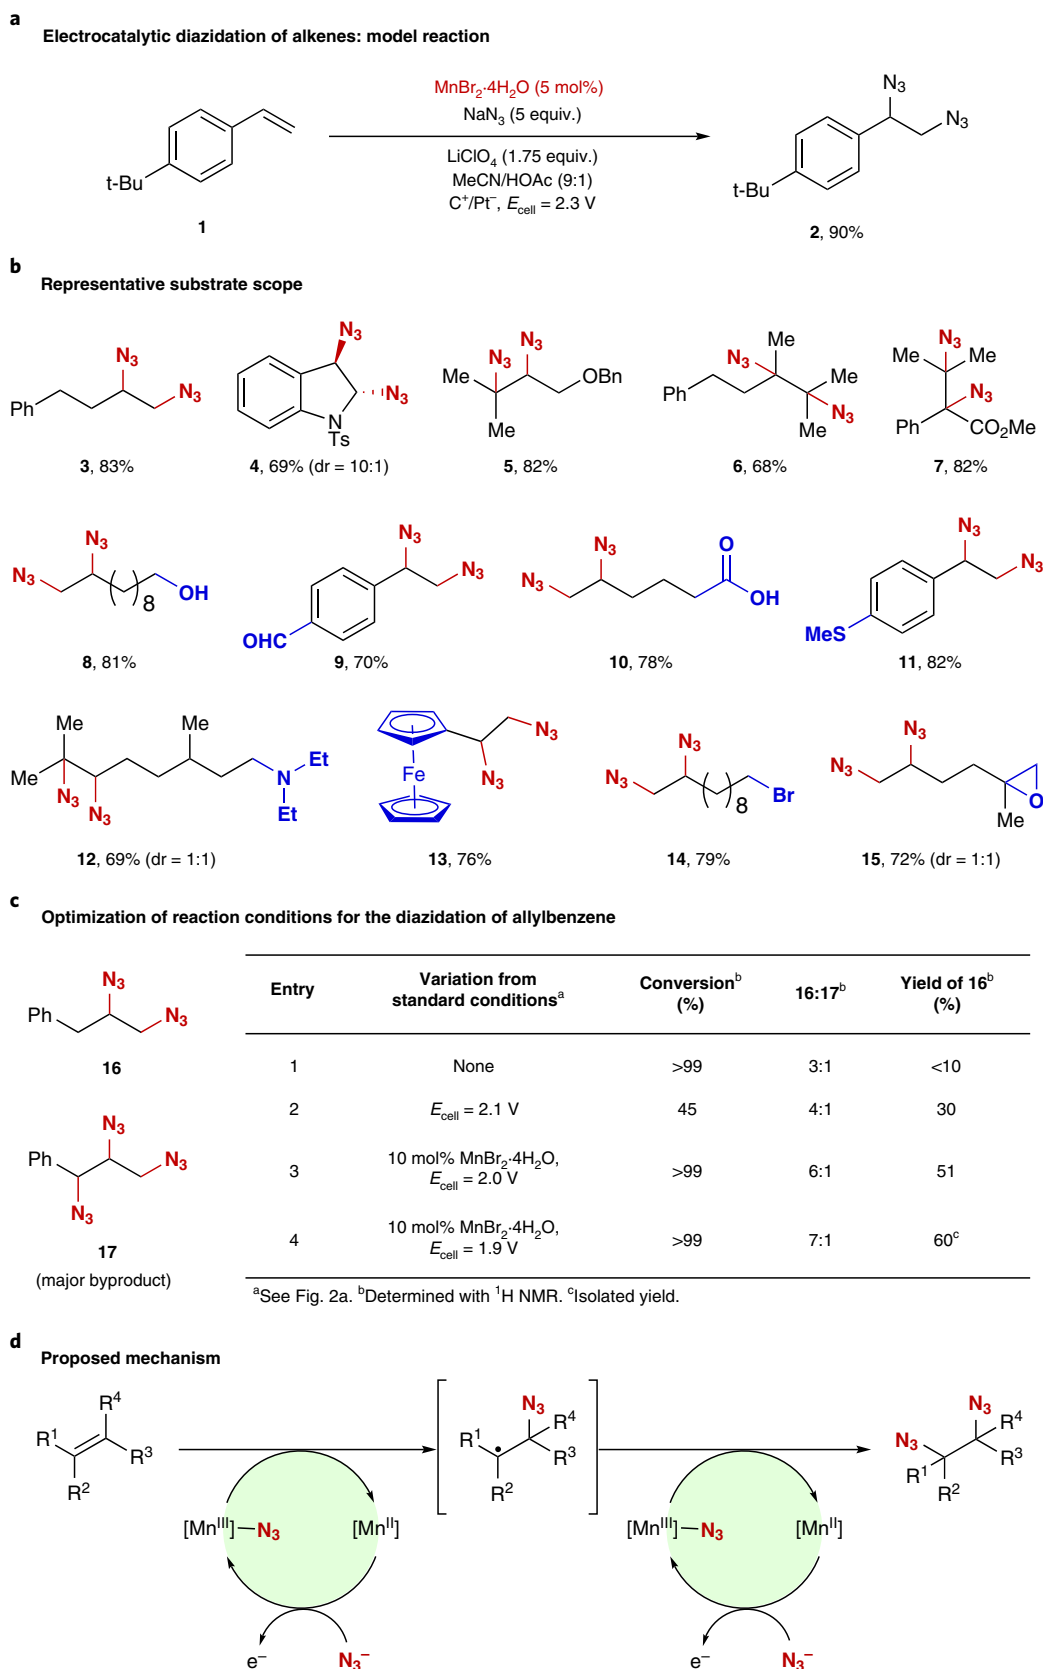 a
Electrocatalytic diazidation of alkenes: model reaction
MnBr2·4H2O (5 mol%)
NaN3 (5 equiv.)
LiClO4 (1.75 equiv.)
MeCN/HOAc (9:1)
C+/Pt−, Ecell = 2.3 V
t-Bu
1
N3
N3
t-Bu
2, 90%
b
Representative substrate scope
N3
N3
Ph
3, 83%
N3
N3
N
Ts
4, 69% (dr = 10:1)
N3
N3
Me
OBn
Me
5, 82%
Me
N3
Me
Ph
N3
Me
6, 68%
N3
Me
Me
N3
Ph
CO2Me
7, 82%
N3
N3
8
OH
8, 81%
N3
N3
OHC
9, 70%
N3
N3
O
OH
10, 78%
N3
N3
MeS
11, 82%
Me
Me
Me
N3
N3
N
Et
Et
12, 69% (dr = 1:1)
N3
N3
Fe
13, 76%
N3
N3
8
Br
14, 79%
N3
N3
Me
O
15, 72% (dr = 1:1)
c
Optimization of reaction conditions for the diazidation of allylbenzene
N3
Ph
N3
16
N3
Ph
N3
N3
17
(major byproduct)
Entry
Variation from
standard conditionsa
Conversionb
(%)
16:17b
Yield of 16b
(%)
1 None >99 3:1 <10
2 Ecell = 2.1 V 45 4:1 30
3 10 mol% MnBr2·4H2O,
Ecell = 2.0 V >99 6:1 51
4 10 mol% MnBr2·4H2O,
Ecell = 1.9 V >99 7:1 60c
aSee Fig. 2a. bDetermined with 1H NMR. cIsolated yield.
d
Proposed mechanism
R4
R1
R3
R2
N3
R4
R1
R3
R2
N3
R4
N3
R3
R1
R2
[MnIII]
N3
[MnII]
e−
N3−
[MnIII]
N3
[MnII]
e−
N3−